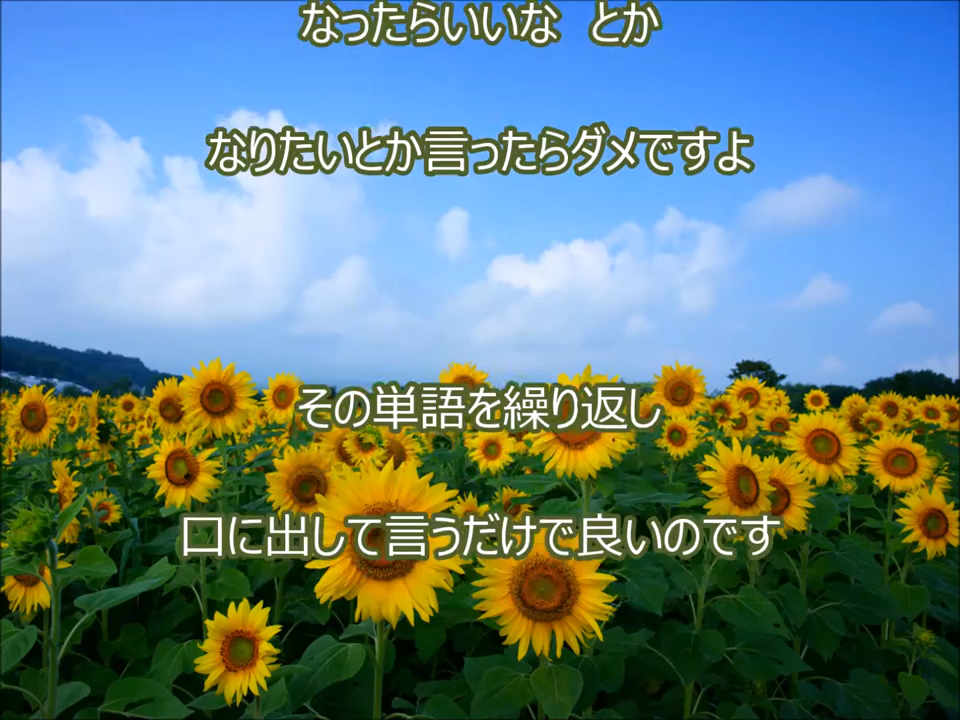 なったらいいな　とか
なりたいとか言ったらダメですよ
その単語を繰り返し
口に出して言うだけで良いのです